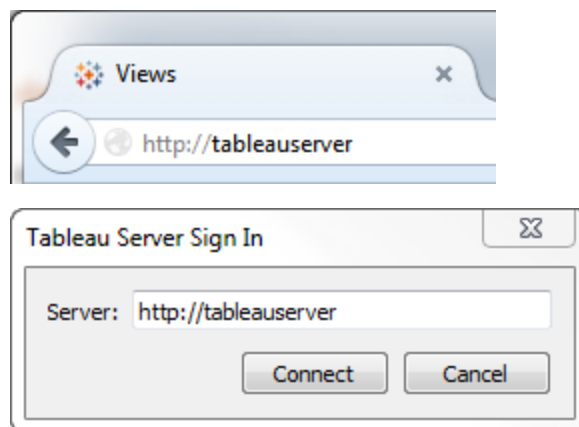 Views
http://tableauserver
Tableau Server Sign In
Server: http://tableauserver
Connect Cancel